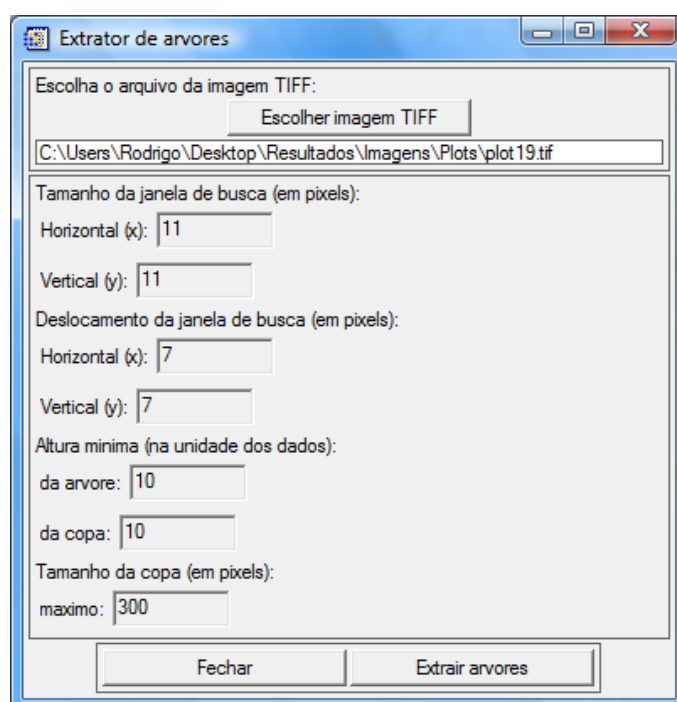 Extrator de arvores
Escolha o arquivo da imagem TIFF:
Escolher imagem TIFF
C:\Users\Rodrigo\Desktop\Resultados\Imagens\Plots\plot19.tif
Tamanho da janela de busca (em pixels):
Horizontal (x): 11
Vertical (y): 11
Deslocamento da janela de busca (em pixels):
Horizontal (x): 7
Vertical (y): 7
Altura minima (na unidade dos dados):
da arvore: 10
da copa: 10
Tamanho da copa (em pixels):
maximo: 300
Fechar Extrair arvores